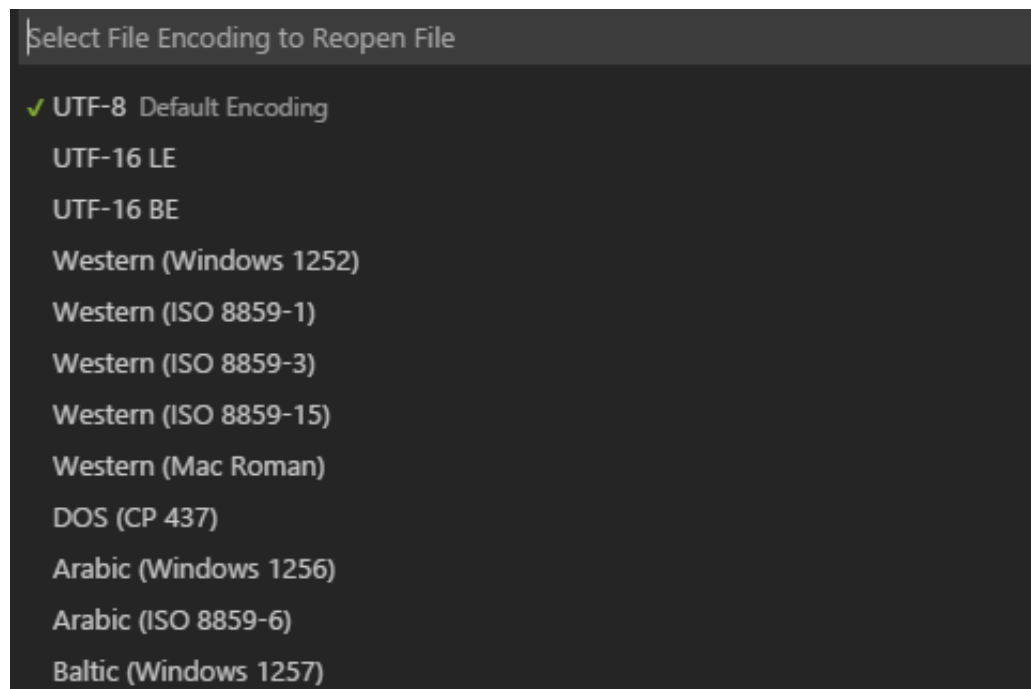 Select File Encoding to Reopen File
✓ UTF-8 Default Encoding
UTF-16 LE
UTF-16 BE
Western (Windows 1252)
Western (ISO 8859-1)
Western (ISO 8859-3)
Western (ISO 8859-15)
Western (Mac Roman)
DOS (CP 437)
Arabic (Windows 1256)
Arabic (ISO 8859-6)
Baltic (Windows 1257)